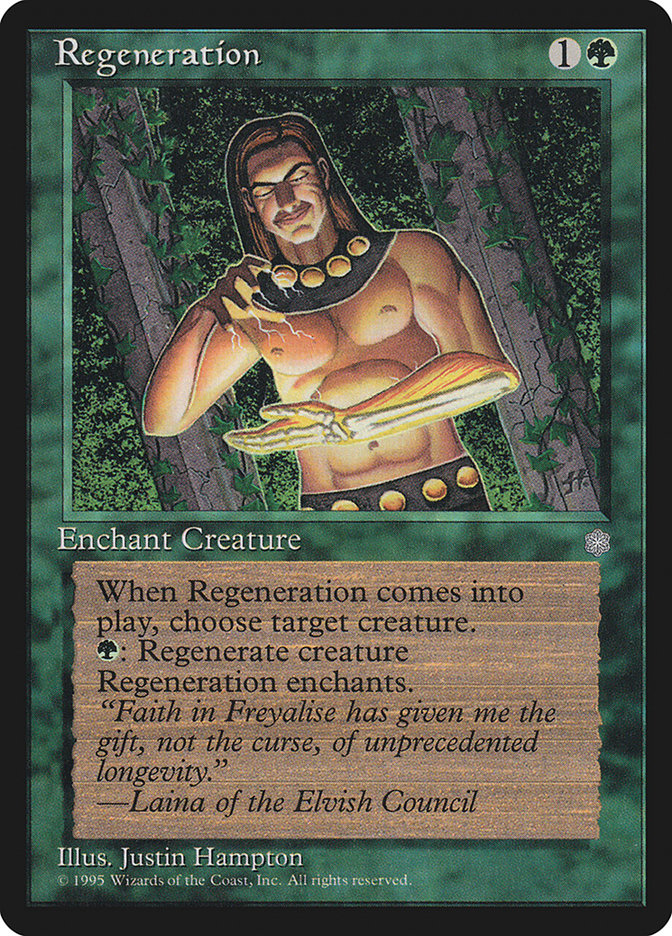 Regeneration 1
Enchant Creature
When Regeneration comes into
play, choose target creature.
: Regenerate creature
Regeneration enchants.
“Faith in Freyalise has given me the
gift, not the curse, of unprecedented
longevity.”
—Laina of the Elvish Council
Illus. Justin Hampton
© 1995 Wizards of the Coast, Inc. All rights reserved.